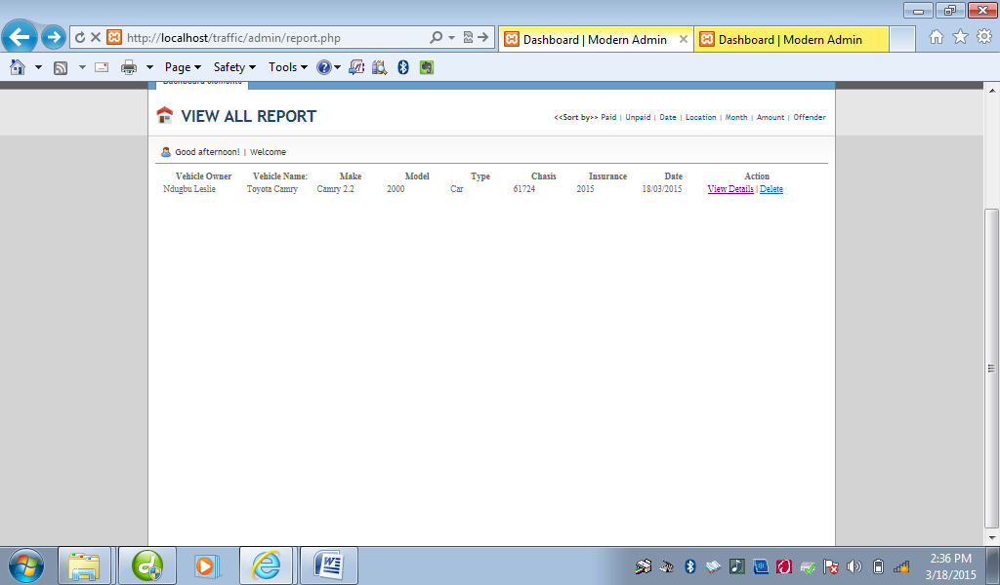 http://localhost/traffic/admin/report.php
Dashboard | Modern Admin
Dashboard | Modern Admin
Page Safety Tools
VIEW ALL REPORT
<<Sort by>> Paid | Unpaid | Date | Location | Month | Amount | Offender
Good afternoon! | Welcome
Vehicle Owner Vehicle Name: Make Model Type Chasis Insurance Date Action
Ndugbu Leslie Toyota Camry Camry 2.2 2000 Car 61724 2015 18/03/2015 View Details | Delete
2:36 PM
3/18/2015